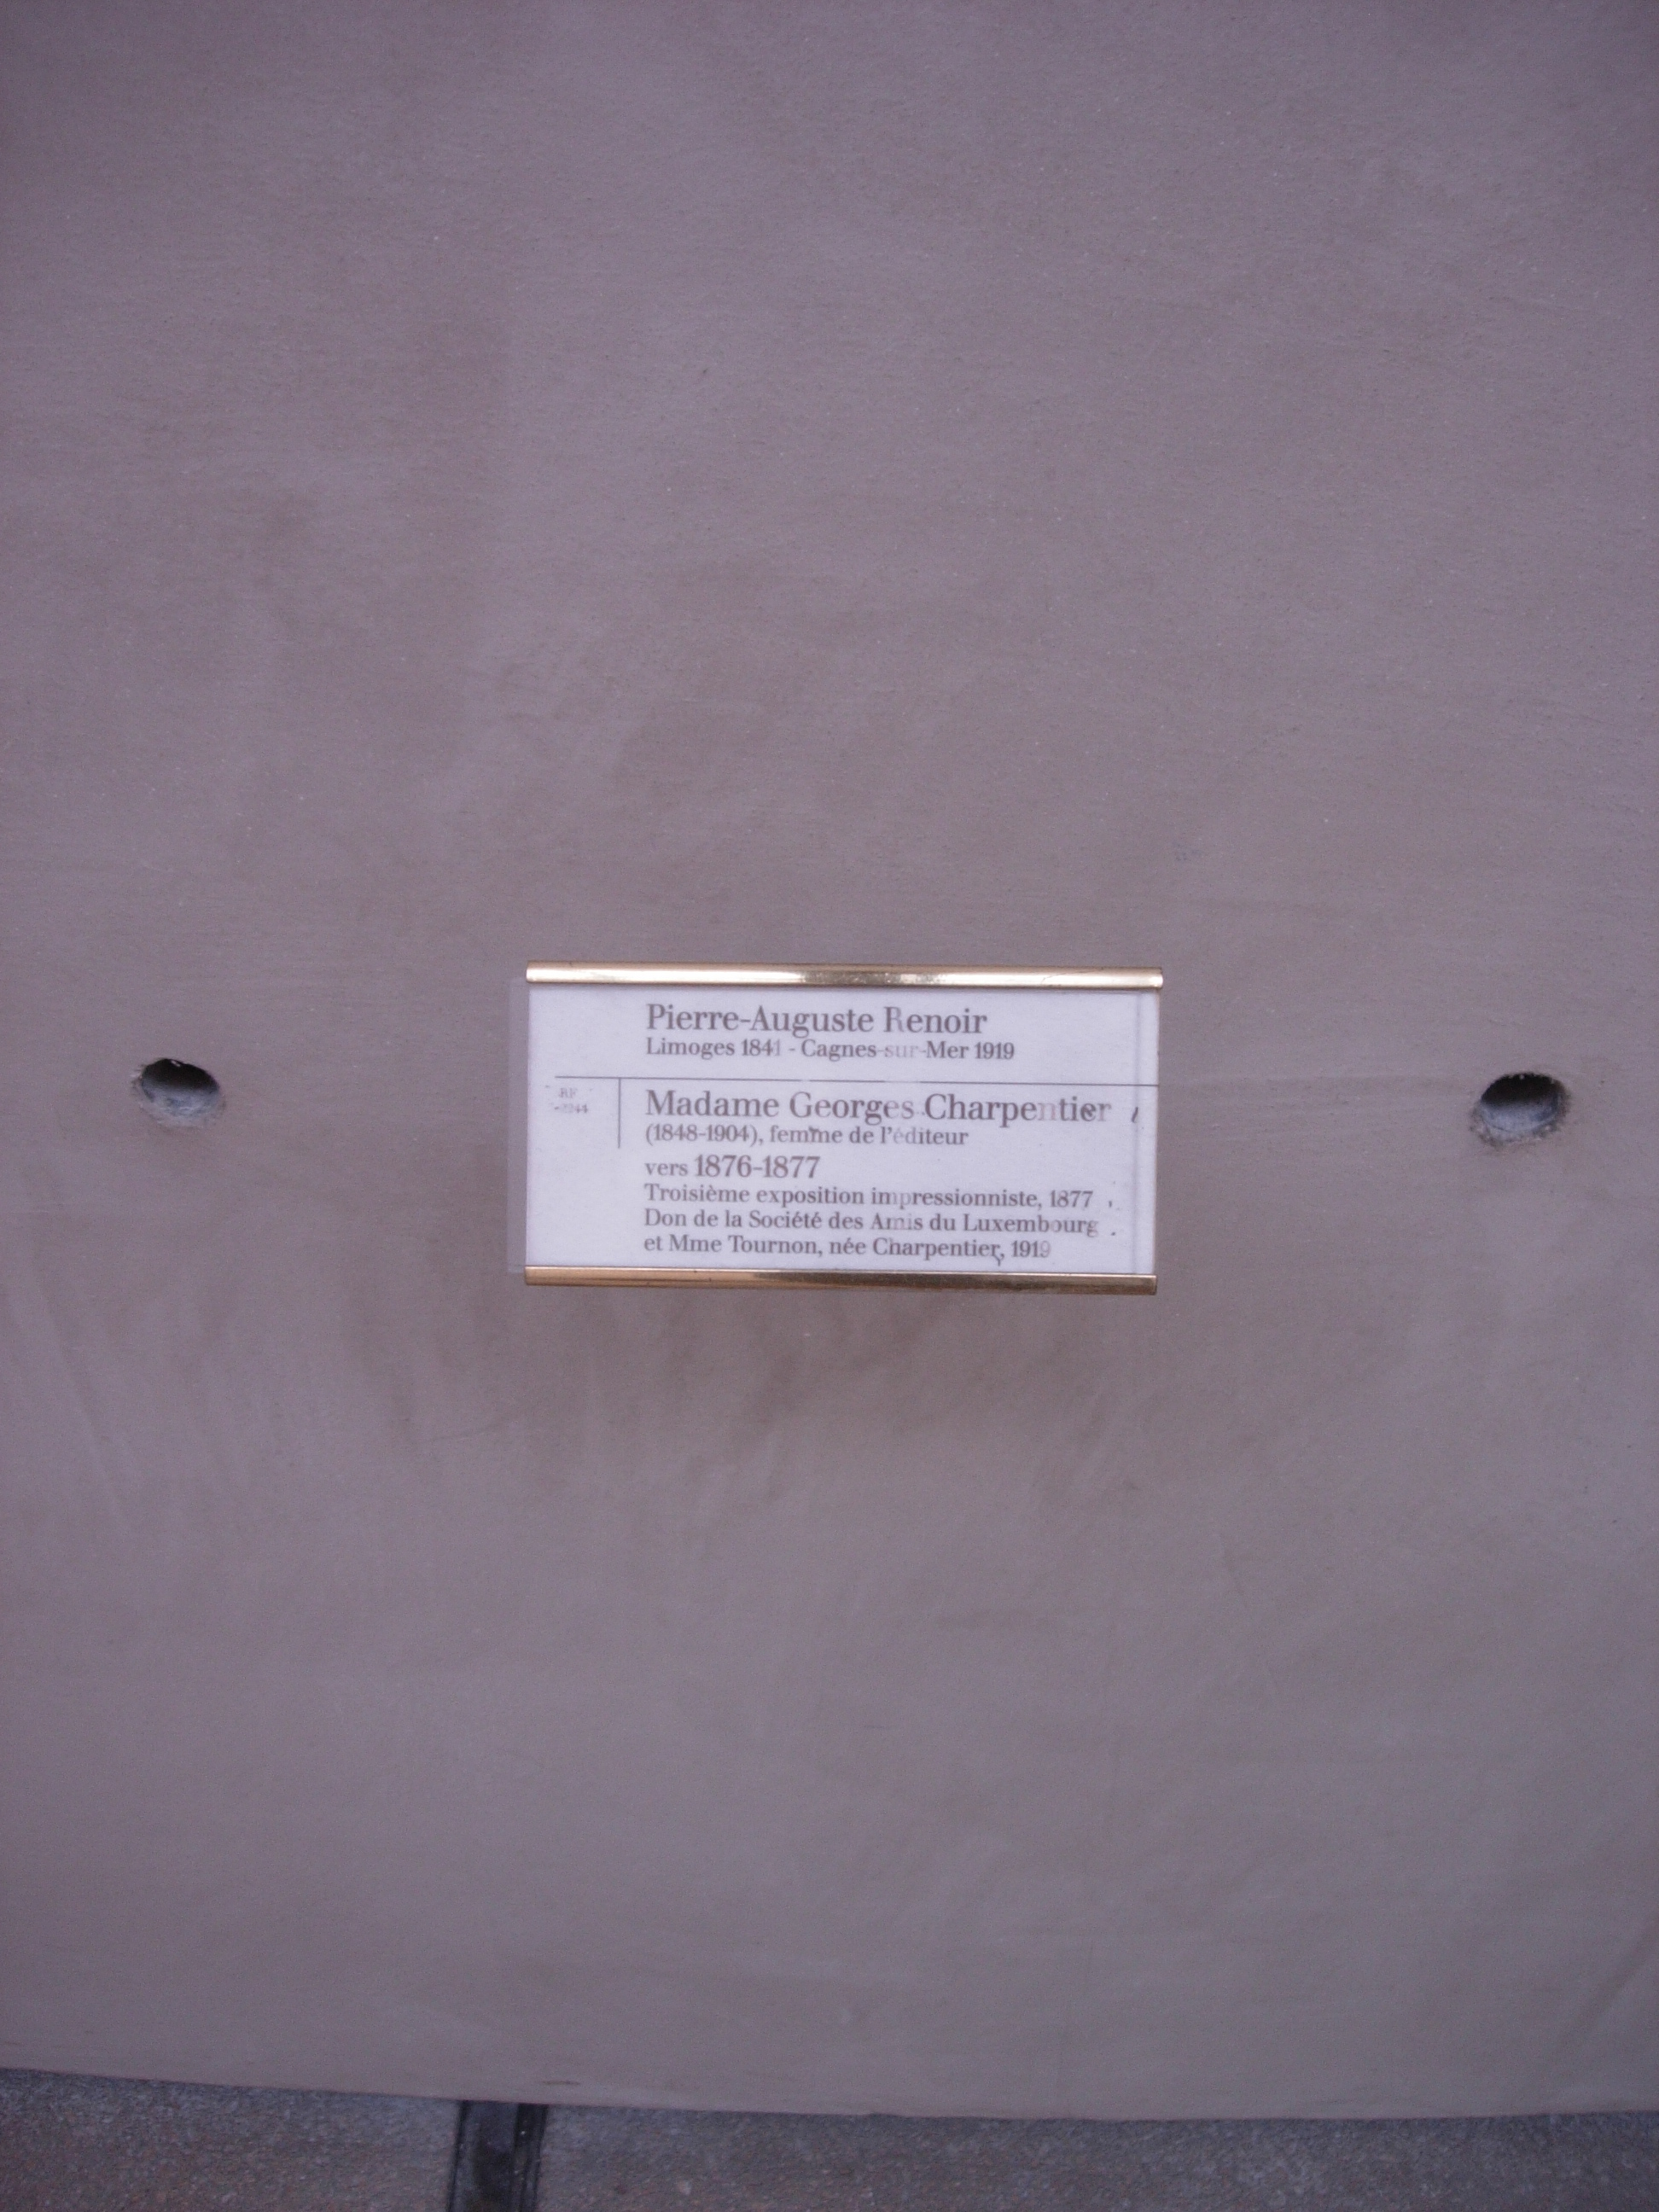 Pierre-Auguste Renoir
Limoges 1841 - Cagnes-sur-Mer 1919
RF
Madame Georges Charpentier
(1848-1904), femme de l'éditeur
vers 1876-1877
Troisième exposition impressionniste, 1877
Don de la Société des Amis du Luxembourg
et Mme Tournon, née Charpentier, 1919